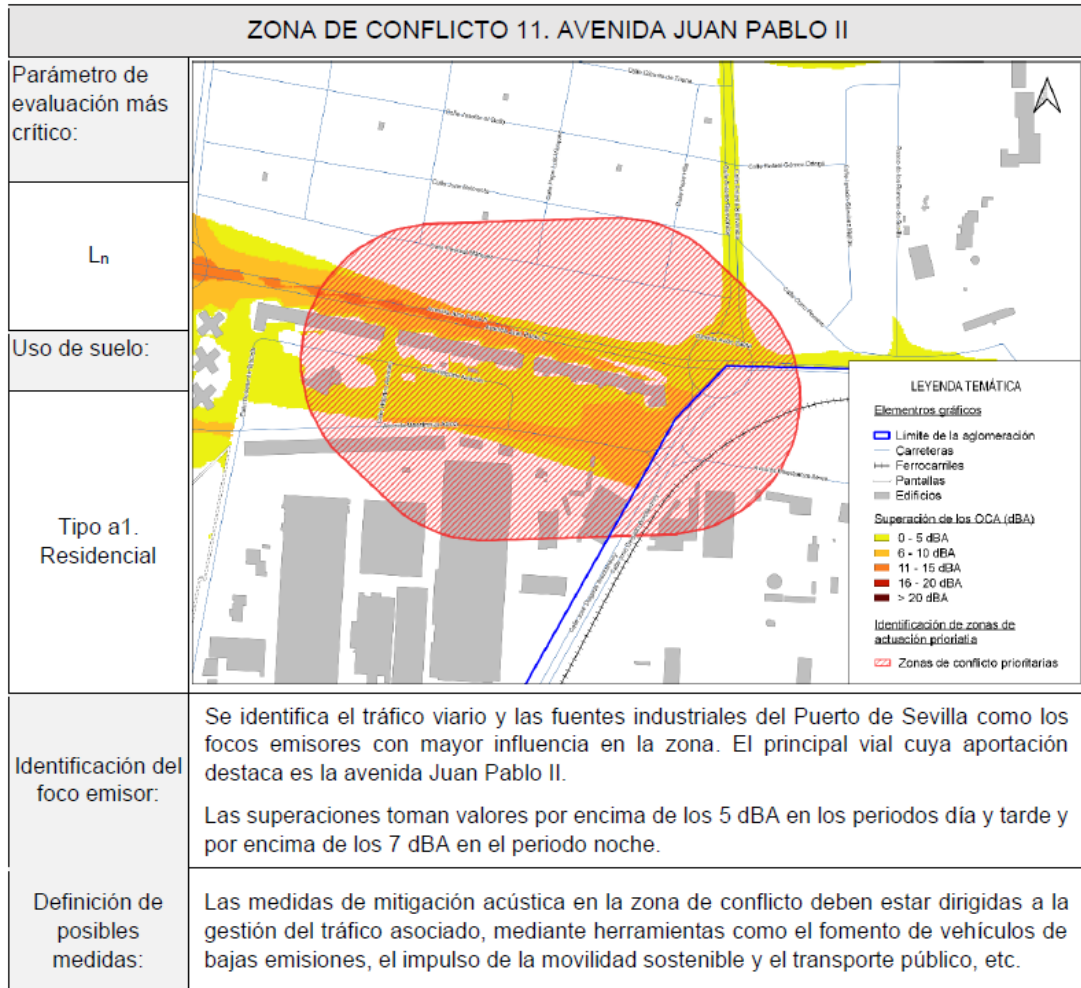 ZONA DE CONFLICTO 11. AVENIDA JUAN PABLO II
Parámetro de
evaluación más
crítico:
Ln
Uso de suelo:
Tipo a1.
Residencial
LEYENDA TEMÁTICA
Elementros gráficos
Límite de la aglomeración
Carreteras
Ferrocarriles
Pantallas
Edificios
Superación de los OCA (dBA)
0 - 5 dBA
6 - 10 dBA
11 - 15 dBA
16 - 20 dBA
> 20 dBA
Identificación de zonas de
actuación prioriatia
Zonas de conflicto prioritarias
Identificación del
foco emisor:
Se identifica el tráfico viario y las fuentes industriales del Puerto de Sevilla como los
focos emisores con mayor influencia en la zona. El principal vial cuya aportación
destaca es la avenida Juan Pablo II.
Las superaciones toman valores por encima de los 5 dBA en los periodos día y tarde y
por encima de los 7 dBA en el periodo noche.
Definición de
posibles
medidas:
Las medidas de mitigación acústica en la zona de conflicto deben estar dirigidas a la
gestión del tráfico asociado, mediante herramientas como el fomento de vehículos de
bajas emisiones, el impulso de la movilidad sostenible y el transporte público, etc.